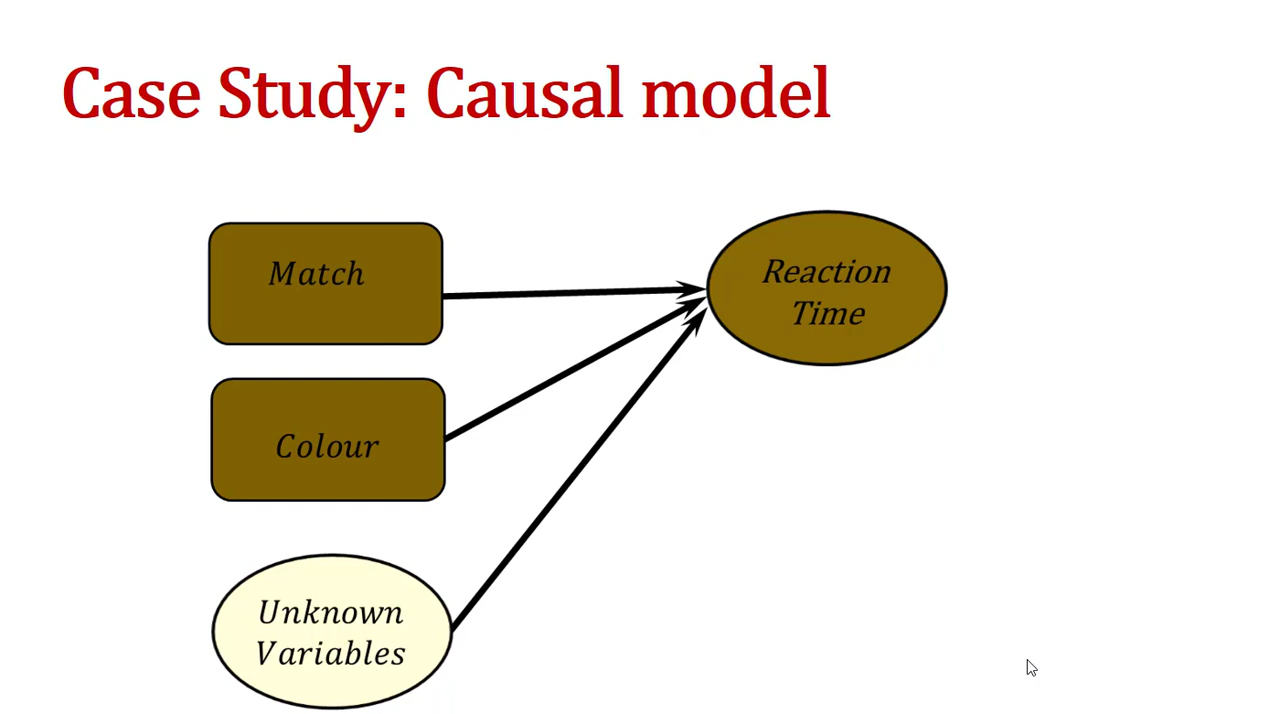 Case Study: Causal model
Match
Reaction
Time
Colour
Unknown
Variables